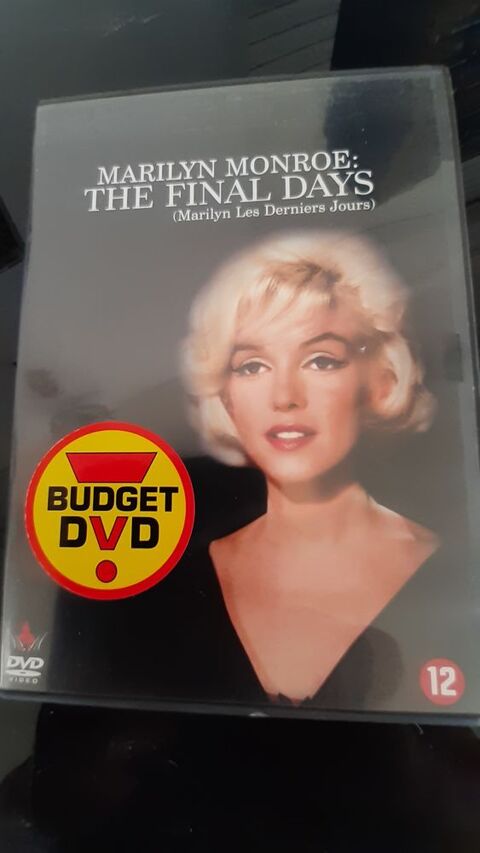 MARILYN MONROE:
THE FINAL DAYS
(Marilyn Les Derniers Jours)
BUDGET
DVD
DVD
VIDEO
12